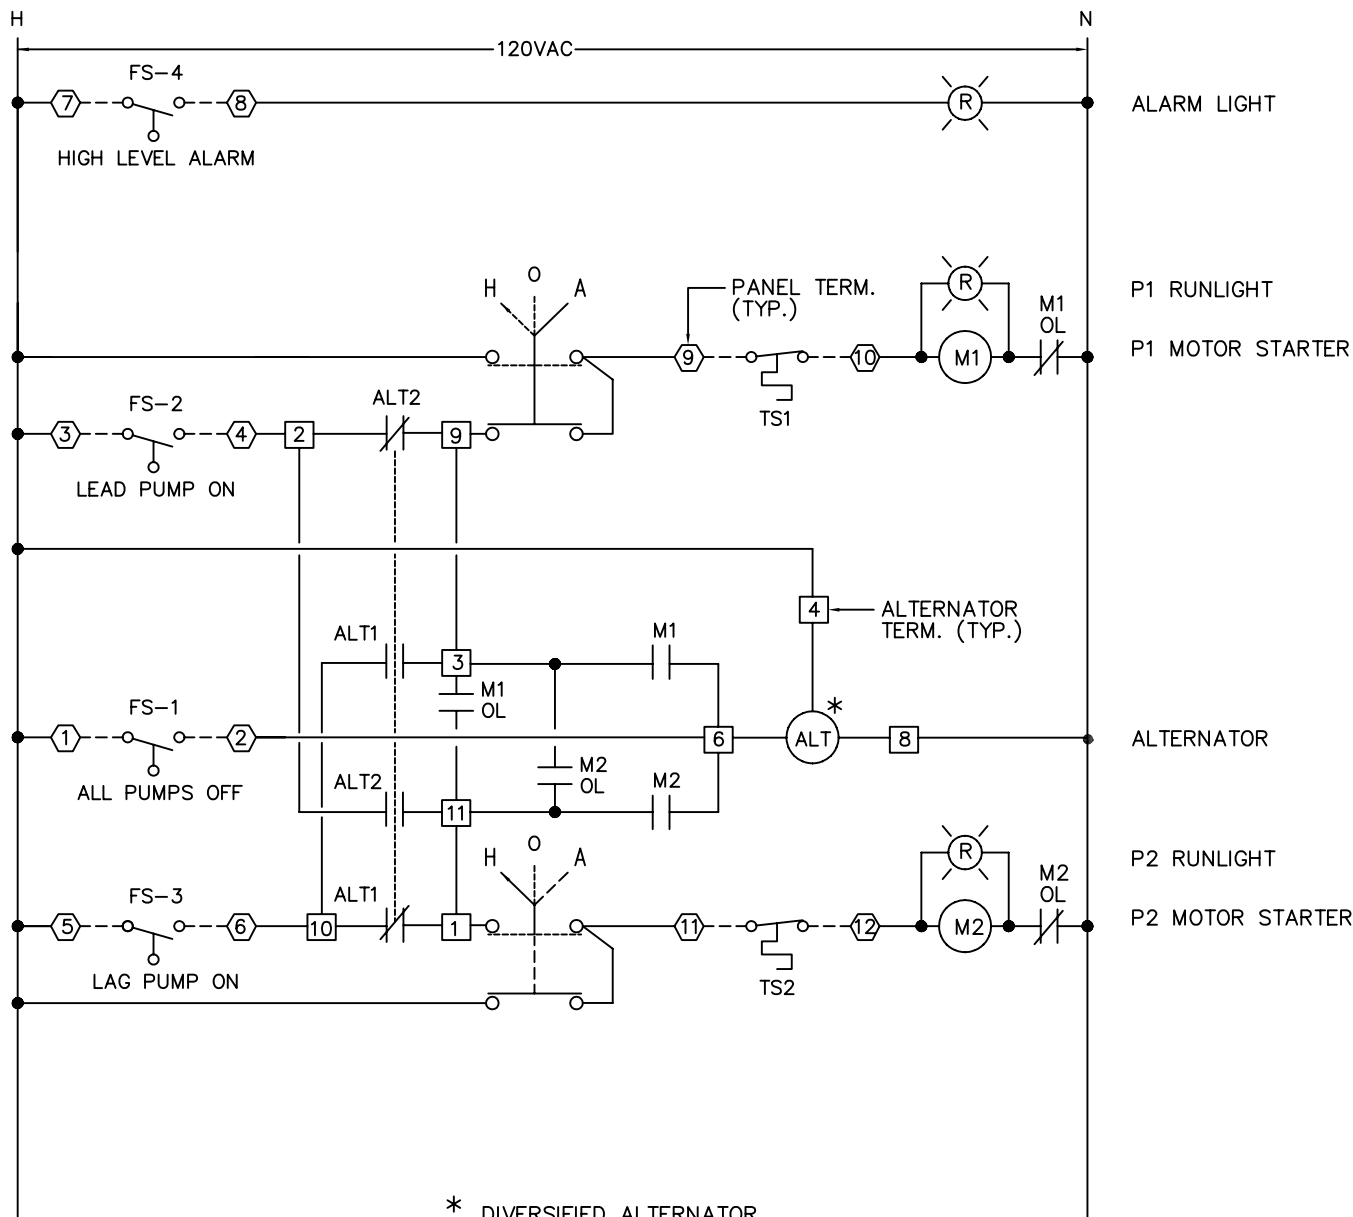 H
N
120VAC
FS-4
7
8
R
ALARM LIGHT
HIGH LEVEL ALARM
H
O
A
PANEL TERM.
(TYP.)
R
M1
OL
P1 RUNLIGHT
9
10
M1
P1 MOTOR STARTER
TS1
FS-2
ALT2
3
4
2
9
LEAD PUMP ON
4
ALTERNATOR
TERM. (TYP.)
ALT1
M1
3
M1
OL
FS-1
*
1
2
6
ALT
8
ALTERNATOR
ALL PUMPS OFF
ALT2
M2
OL
M2
11
H
O
A
R
M2
OL
P2 RUNLIGHT
FS-3
ALT1
5
6
10
1
11
12
M2
P2 MOTOR STARTER
LAG PUMP ON
TS2
* DIVERSIFIED ALTERNATOR